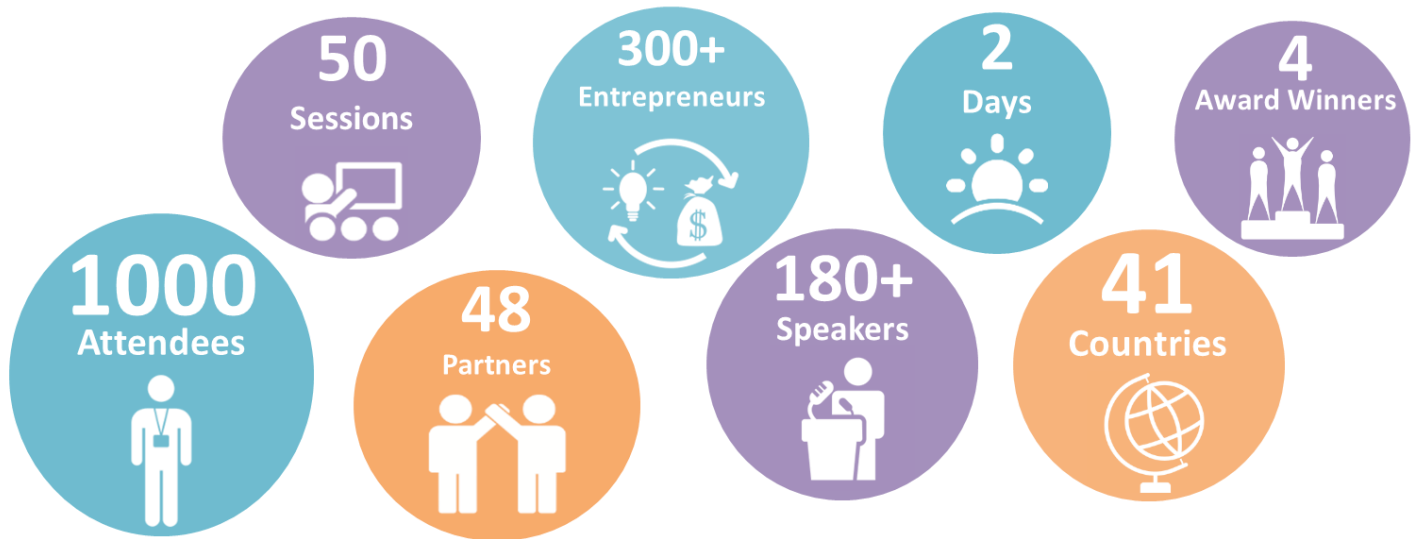 50
Sessions
300+
Entrepreneurs
2
Days
4
Award Winners
1000
Attendees
48
Partners
180+
Speakers
41
Countries
$